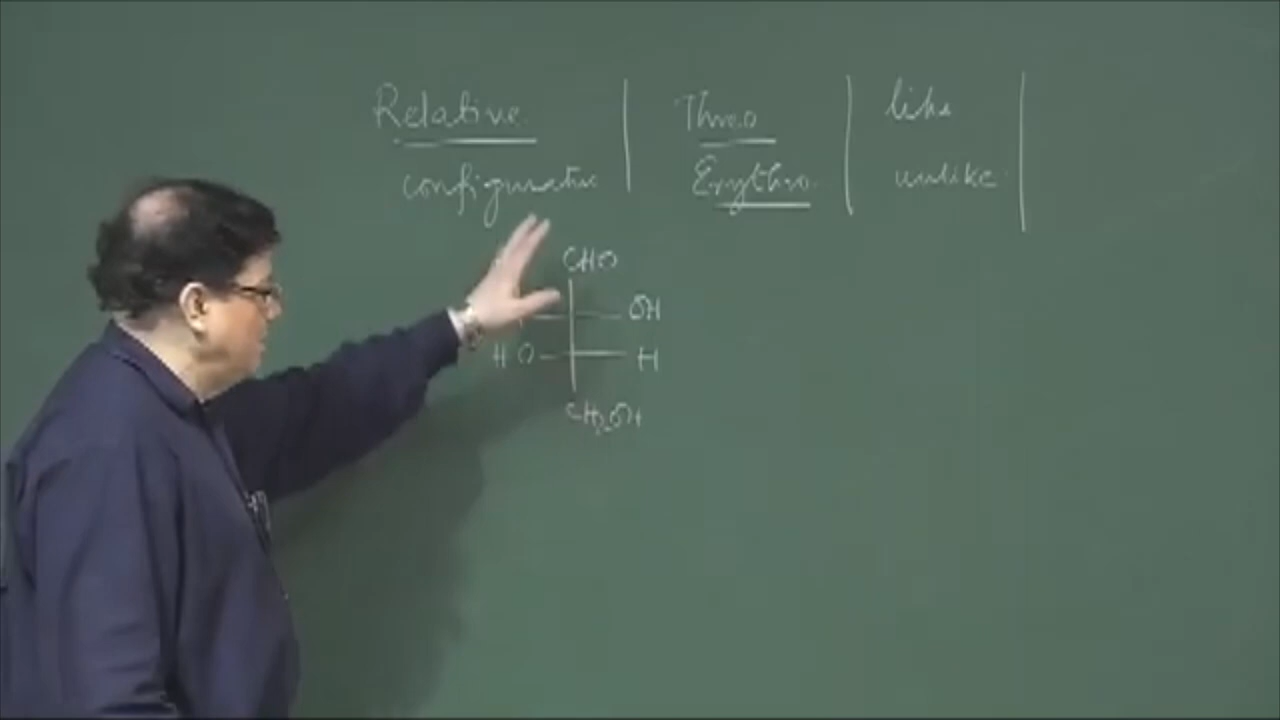 Relative
configuration
Threo
Erythro
like
unlike
CHO
OH
HO
H
CH2OH